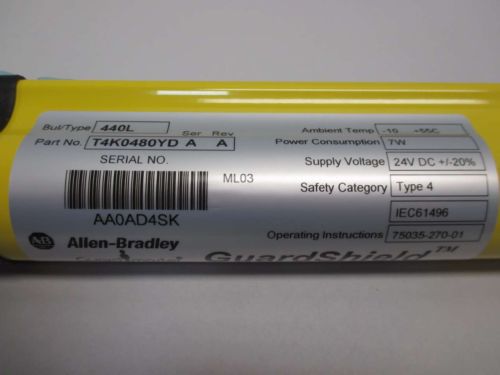 Bul/Type 440L
Ser Rev
Part No. T4K0480YD A A
SERIAL NO.
ML03
AA0AD4SK
AB Allen-Bradley
Ambient Temp -10 +55C
Power Consumption 7W
Supply Voltage 24V DC +/-20%
Safety Category Type 4
IEC61496
Operating Instructions 75035-270-01
GuardShield™